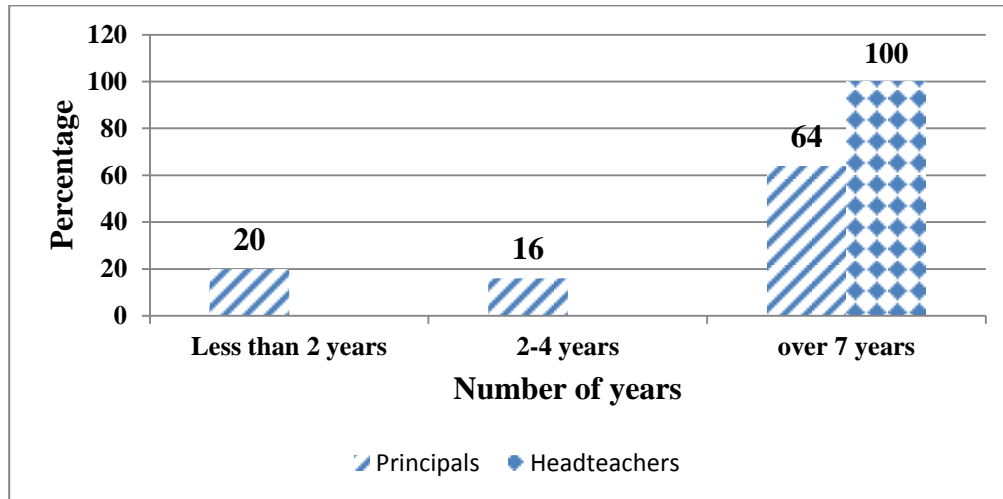 120
100
100
80
64
60
40
20
20
16
0
Percentage
Less than 2 years
2-4 years
over 7 years
Number of years
Principals
Headteachers